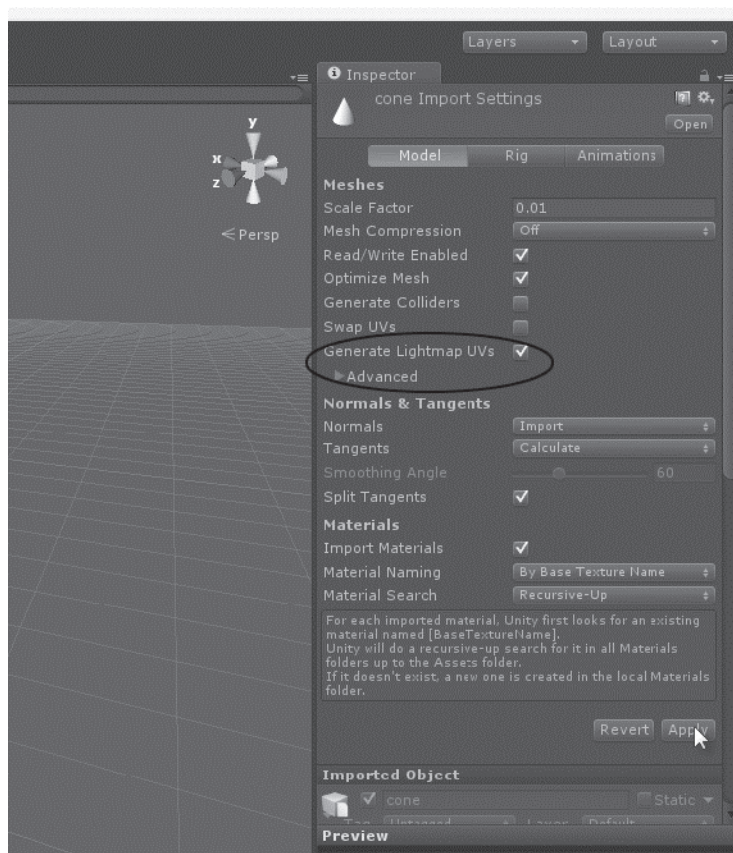 Layers Layout
Inspector
cone Import Settings
Open
Model Rig Animations
y
x
z
Persp
Meshes
Scale Factor 0.01
Mesh Compression Off
Read/Write Enabled
Optimize Mesh
Generate Colliders
Swap UVs
Generate Lightmap UVs
Advanced
Normals & Tangents
Normals Import
Tangents Calculate
Smoothing Angle 60
Split Tangents
Materials
Import Materials
Material Naming By Base Texture Name
Material Search Recursive-Up
For each imported material, Unity first looks for an existing
material named [BaseTextureName].
Unity will do a recursive-up search for it in all Materials
folders up to the Assets folder.
If it doesn't exist, a new one is created in the local Materials
folder.
Revert Apply
Imported Object
cone Static
Tag Untagged Layer Default
Preview